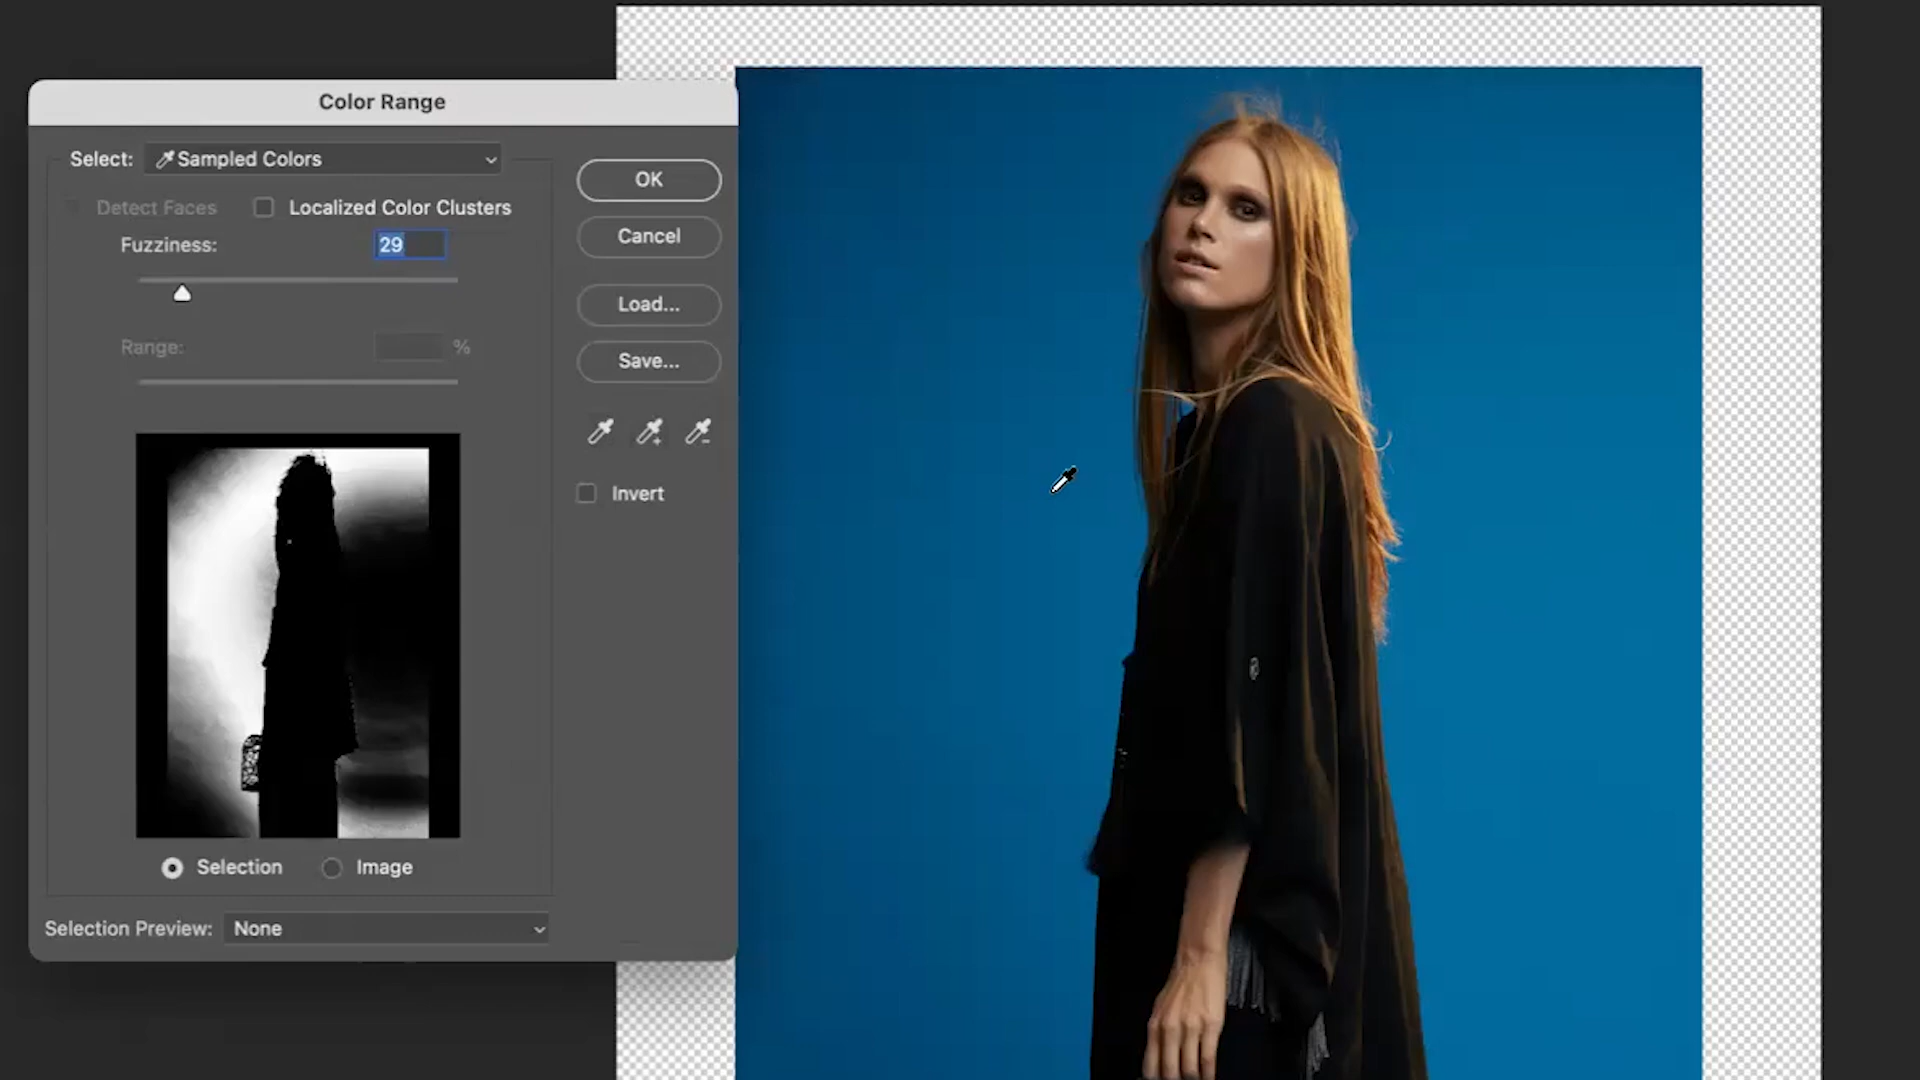 Color Range
Select: Sampled Colors
OK
Detect Faces Localized Color Clusters
Fuzziness: 29
Cancel
Load...
Range: %
Save...
Invert
Selection Image
Selection Preview: None